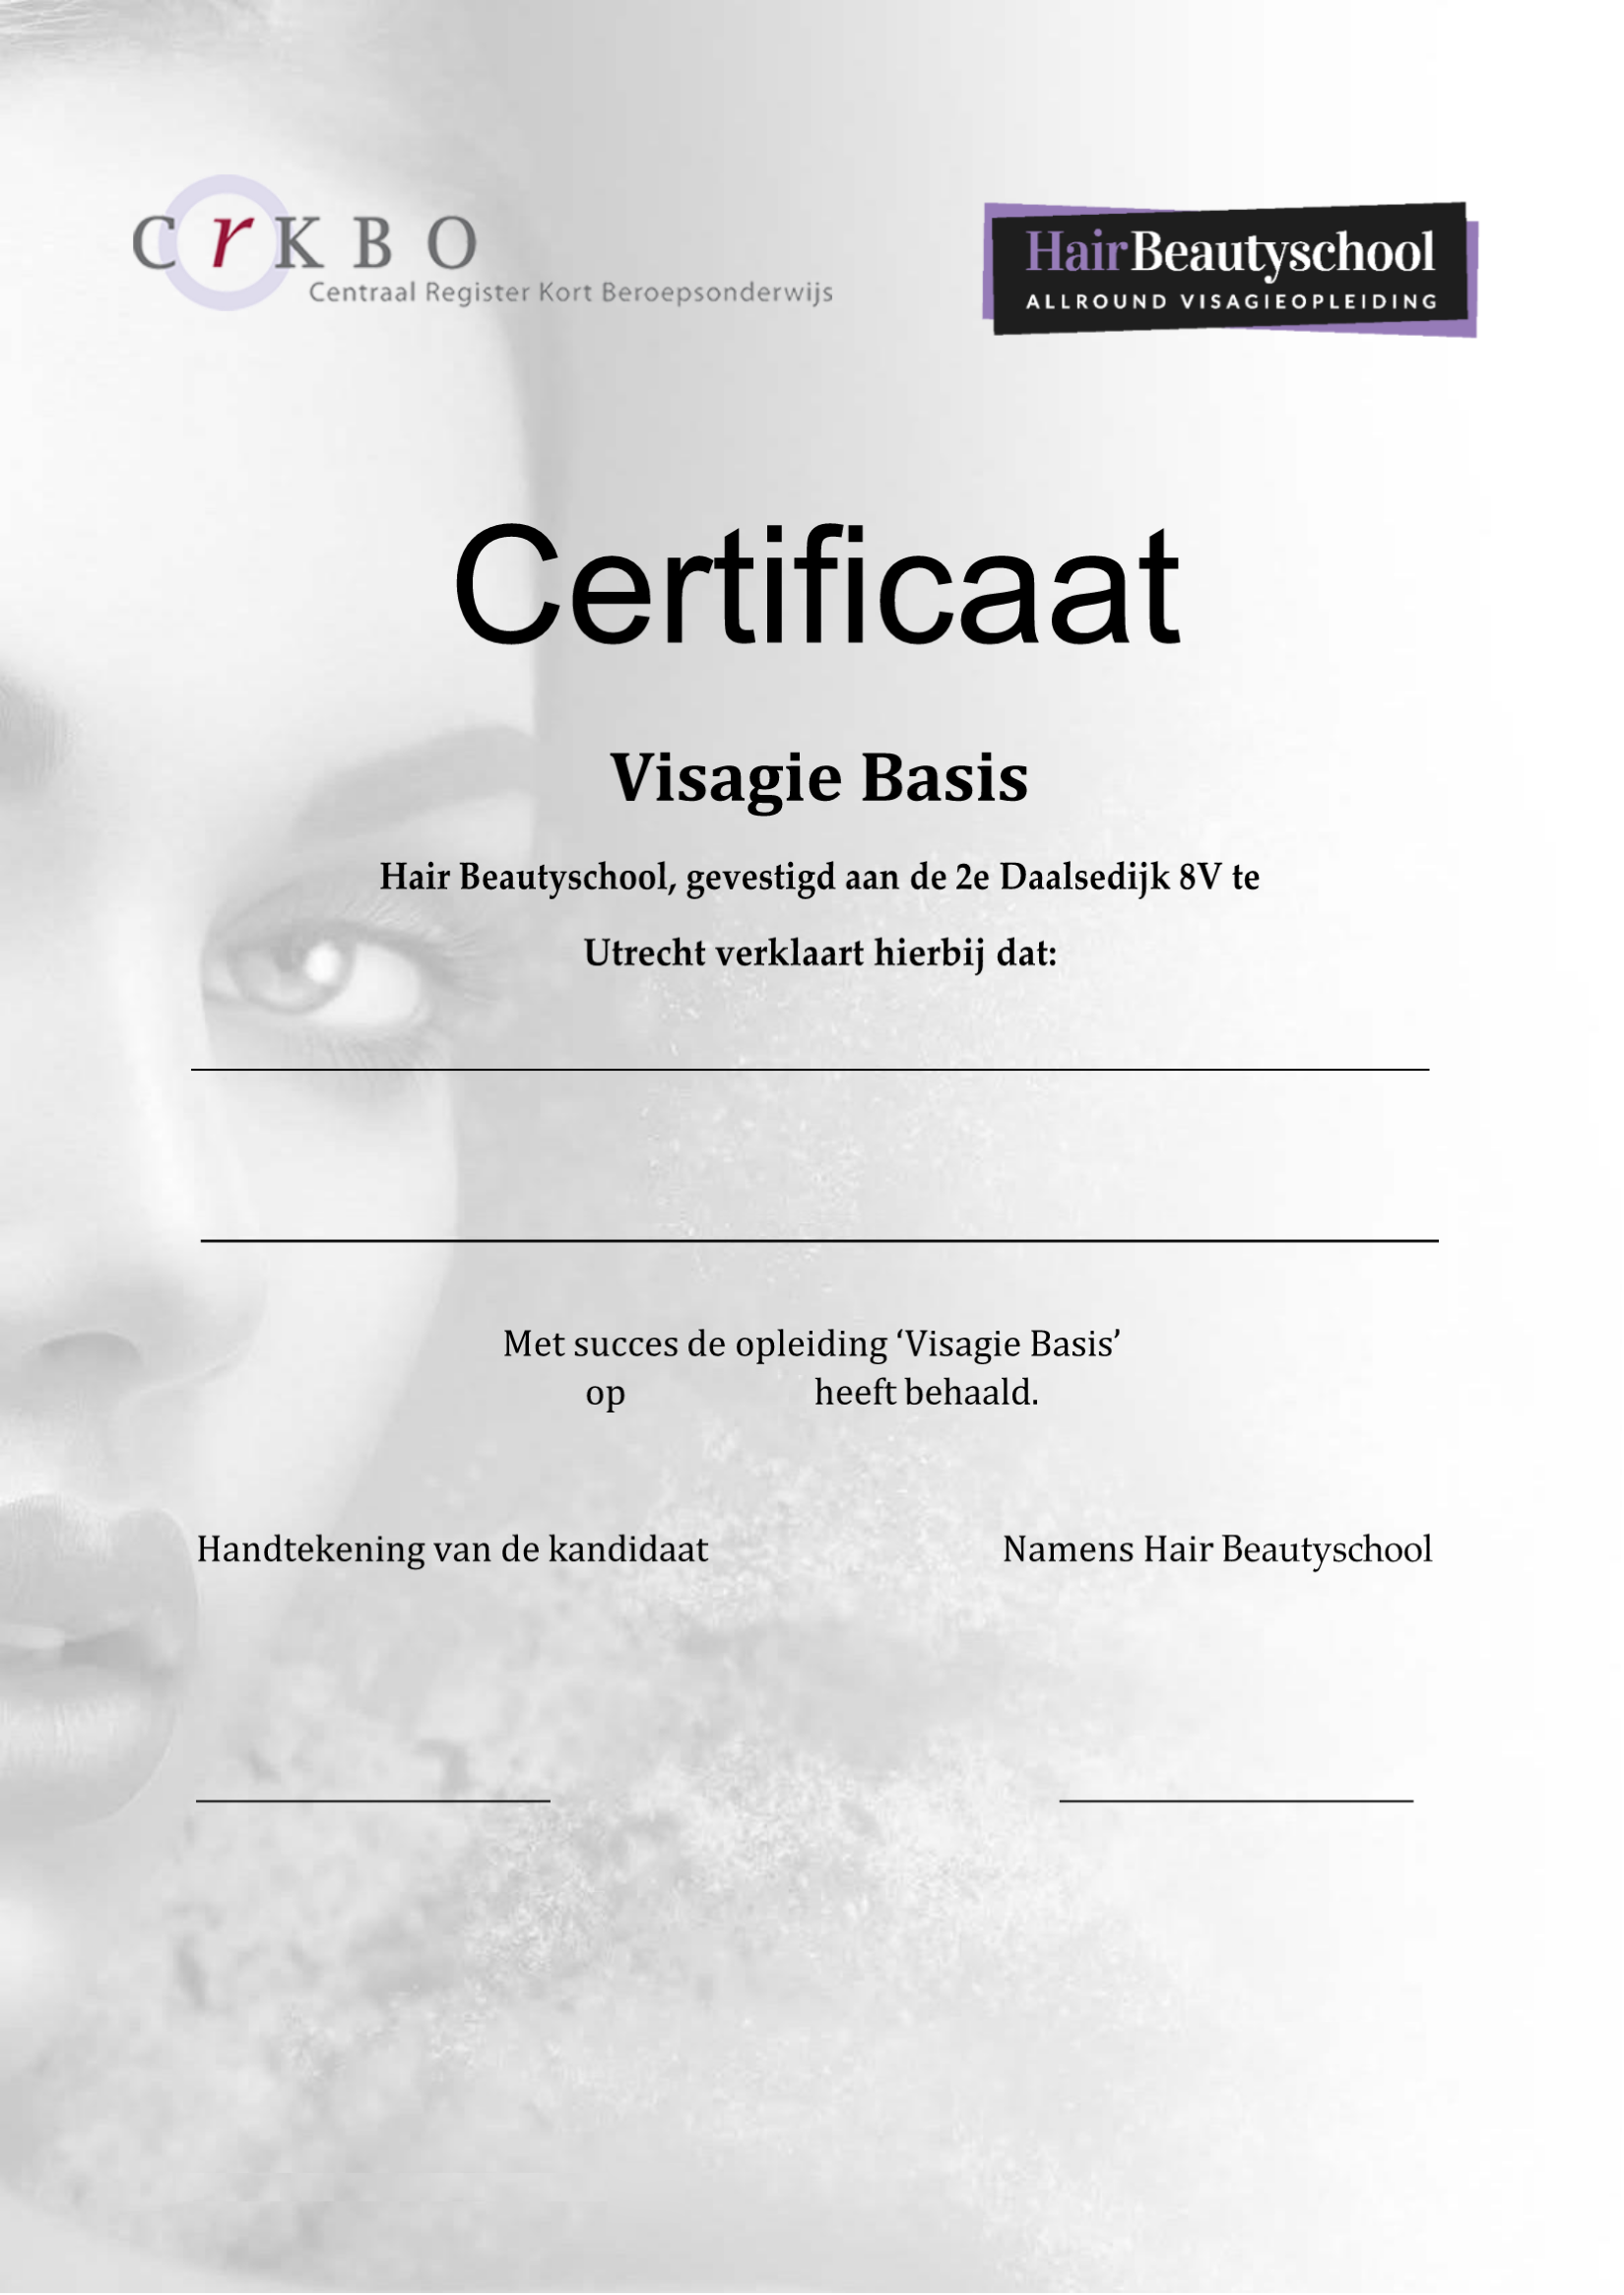 CrKBO
Centraal Register Kort Beroepsonderwijs
HairBeautyschool
ALLROUND VISAGIEOPLEIDING
Certificaat
Visagie Basis
Hair Beautyschool, gevestigd aan de 2e Daalsedijk 8V te
Utrecht verklaart hierbij dat:
Met succes de opleiding ‘Visagie Basis’
op heeft behaald.
Handtekening van de kandidaat
Namens Hair Beautyschool